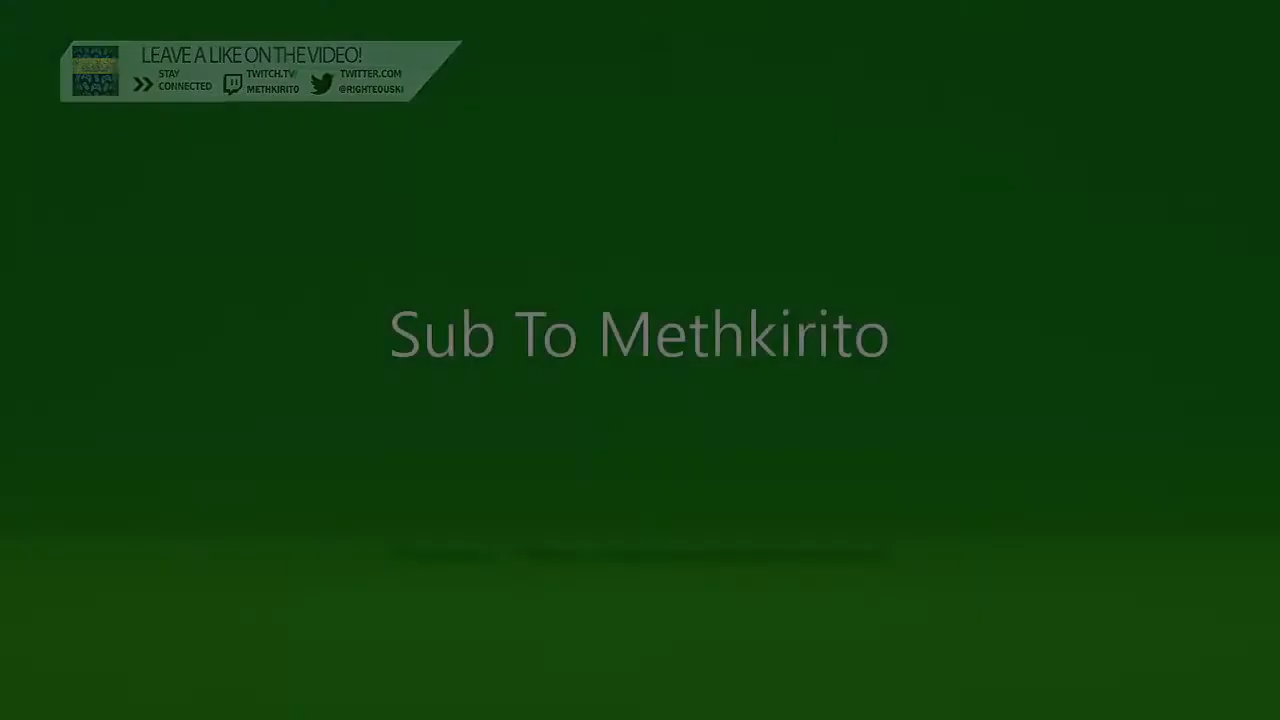 LEAVE A LIKE ON THE VIDEO!
STAY CONNECTED
TWITCH.TV/
METHKIRITO
TWITTER.COM
@RIGHTEOUSKI
Sub To Methkirito